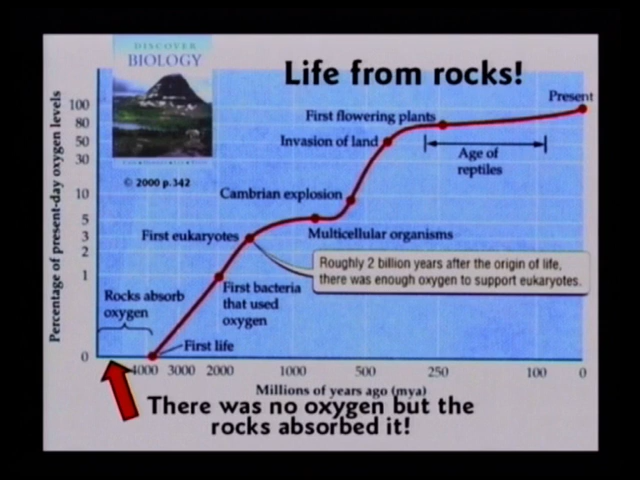 DISCOVER
BIOLOGY
Life from rocks!
Present
First flowering plants
Invasion of land
Age of
reptiles
© 2000 p.342
Cambrian explosion
First eukaryotes
Multicellular organisms
Roughly 2 billion years after the origin of life,
there was enough oxygen to support eukaryotes.
Rocks absorb
oxygen
First bacteria
that used
oxygen
First life
Percentage of present-day oxygen levels
100
80
50
30
10
5
3
2
1
0
4000 3000 2000 1000 500 250 100 0
Millions of years ago (mya)
There was no oxygen but the
rocks absorbed it!